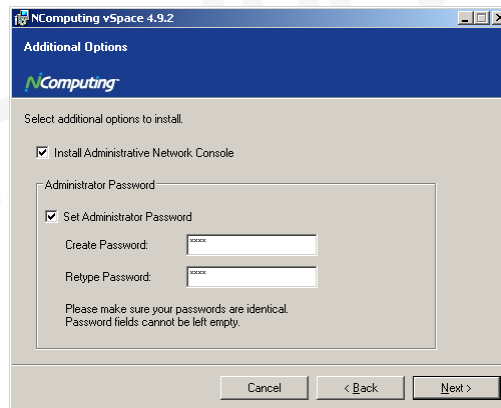 NComputing vSpace 4.9.2
Additional Options
NComputing
Select additional options to install.
Install Administrative Network Console
Administrator Password
Set Administrator Password
Create Password:
xxxx
Retype Password:
xxxx
Please make sure your passwords are identical.
Password fields cannot be left empty.
Cancel
< Back
Next >